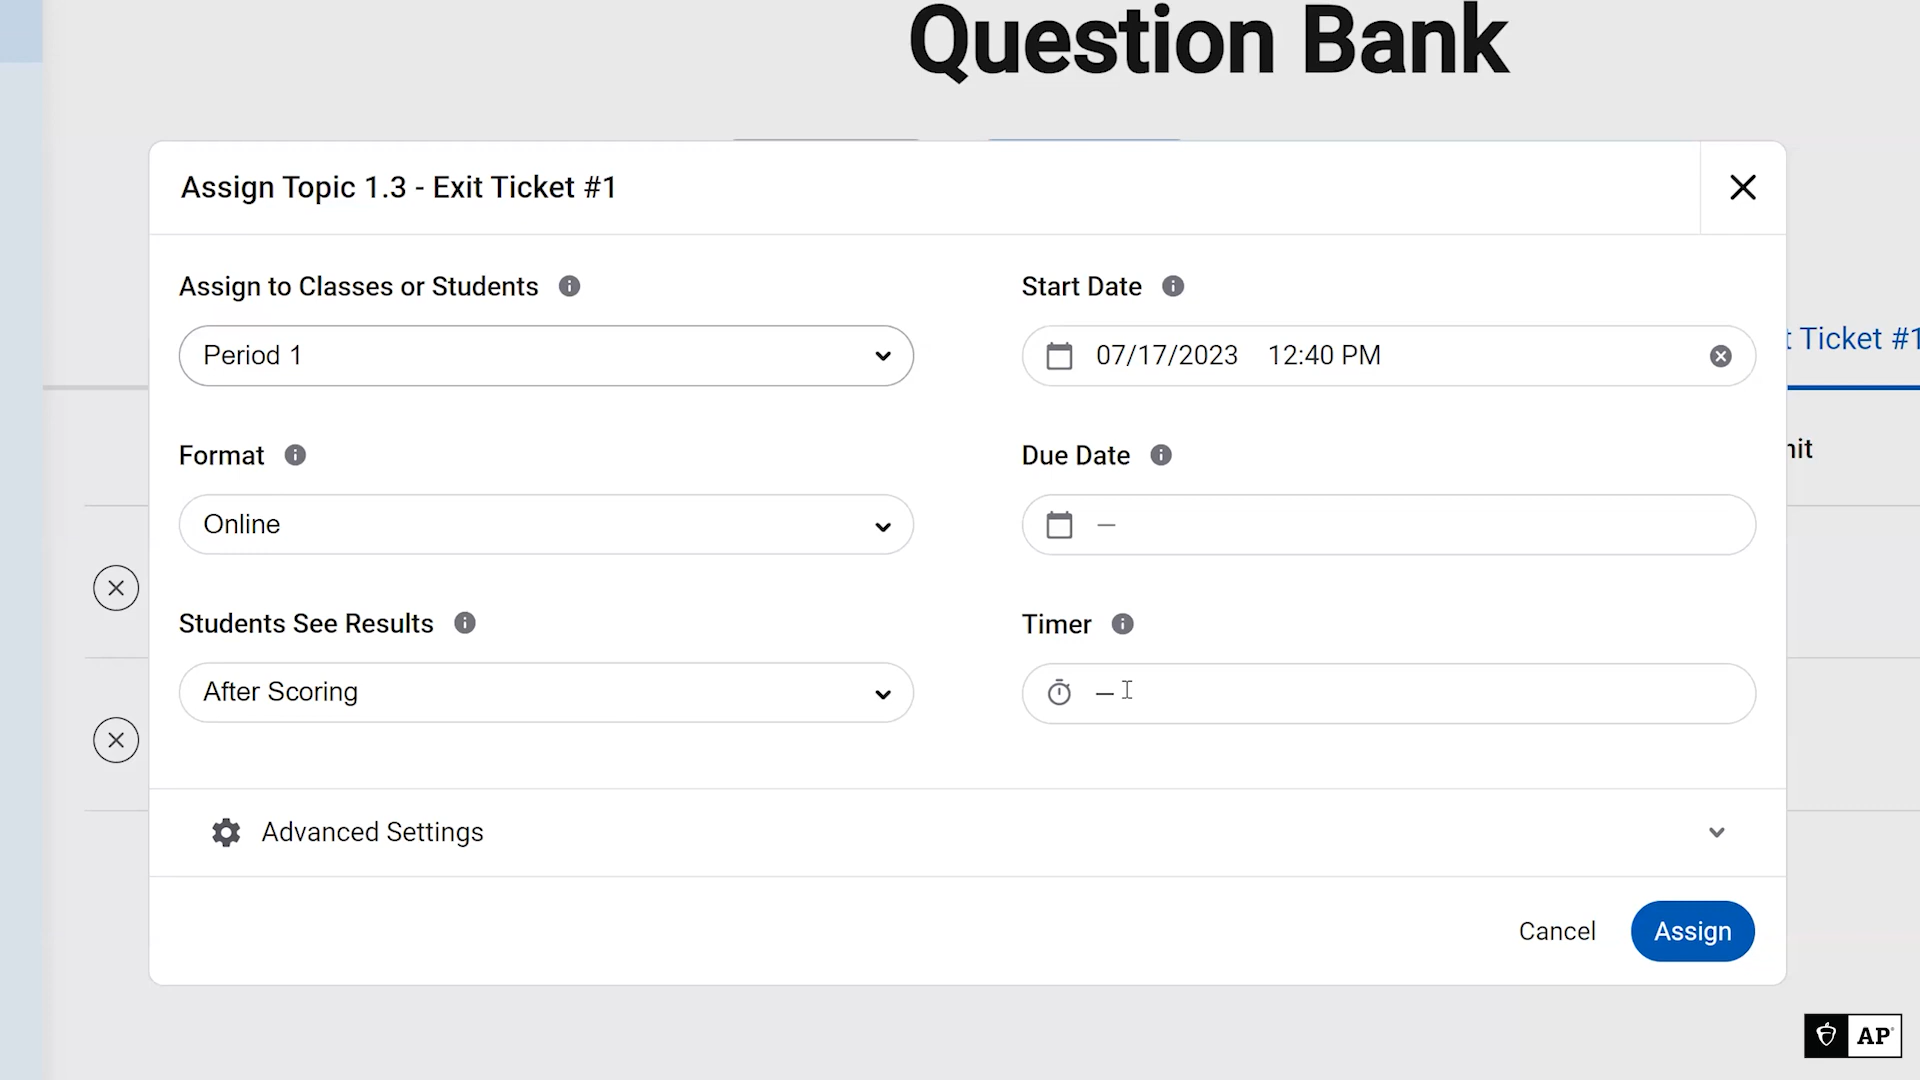 Question Bank
Assign Topic 1.3 - Exit Ticket #1
Assign to Classes or Students
Start Date
Period 1
07/17/2023 12:40 PM
t Ticket #1
Format
Due Date
nit
Online
—
Students See Results
Timer
After Scoring
—
Advanced Settings
Cancel
Assign
AP®